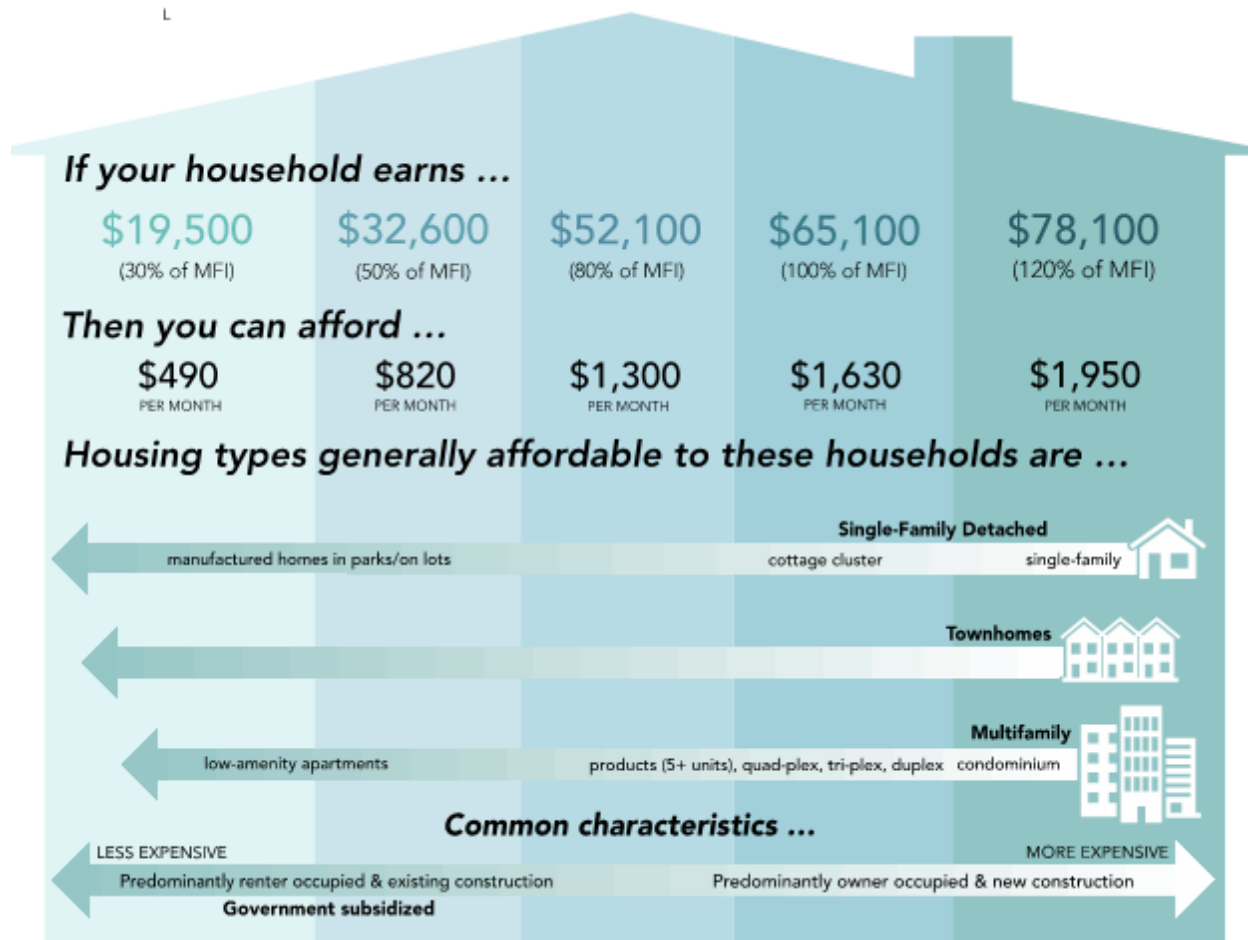 L
If your household earns ...
$19,500 $32,600 $52,100 $65,100 $78,100
(30% of MFI) (50% of MFI) (80% of MFI) (100% of MFI) (120% of MFI)
Then you can afford ...
$490 $820 $1,300 $1,630 $1,950
PER MONTH PER MONTH PER MONTH PER MONTH PER MONTH
Housing types generally affordable to these households are ...
Single-Family Detached
manufactured homes in parks/on lots cottage cluster single-family
Townhomes
Multifamily
low-amenity apartments products (5+ units), quad-plex, tri-plex, duplex condominium
Common characteristics ...
LESS EXPENSIVE MORE EXPENSIVE
Predominantly renter occupied & existing construction Predominantly owner occupied & new construction
Government subsidized